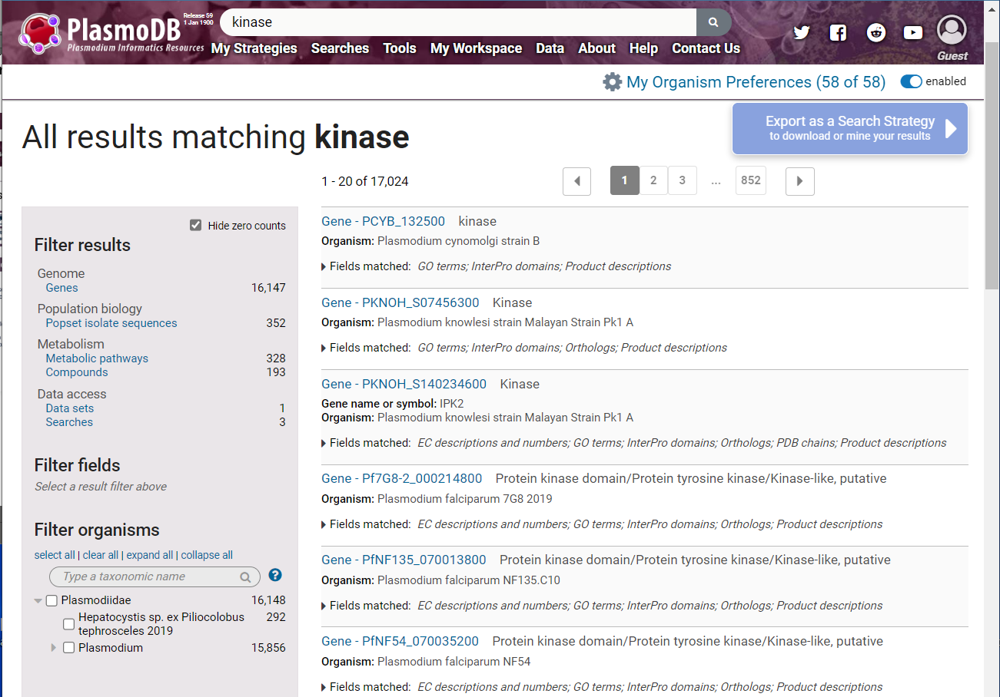 Release 59
1 Jan 1900
PlasmoDB
Plasmodium Informatics Resources
kinase
My Strategies Searches Tools My Workspace Data About Help Contact Us
Guest
My Organism Preferences (58 of 58) enabled
All results matching kinase
Export as a Search Strategy
to download or mine your results
1 - 20 of 17,024
1 2 3 ... 852
Hide zero counts
Filter results
Genome
Genes 16,147
Population biology
Popset isolate sequences 352
Metabolism
Metabolic pathways 328
Compounds 193
Data access
Data sets 1
Searches 3
Filter fields
Select a result filter above
Filter organisms
select all | clear all | expand all | collapse all
Type a taxonomic name
Plasmodiidae 16,148
Hepatocystis sp. ex Piliocolobus 292
tephrosceles 2019
Plasmodium 15,856
Gene - PCYB_132500 kinase
Organism: Plasmodium cynomolgi strain B
Fields matched: GO terms; InterPro domains; Product descriptions
Gene - PKNOH_S07456300 Kinase
Organism: Plasmodium knowlesi strain Malayan Strain Pk1 A
Fields matched: GO terms; InterPro domains; Orthologs; Product descriptions
Gene - PKNOH_S140234600 Kinase
Gene name or symbol: IPK2
Organism: Plasmodium knowlesi strain Malayan Strain Pk1 A
Fields matched: EC descriptions and numbers; GO terms; InterPro domains; Orthologs; PDB chains; Product descriptions
Gene - Pf7G8-2_000214800 Protein kinase domain/Protein tyrosine kinase/Kinase-like, putative
Organism: Plasmodium falciparum 7G8 2019
Fields matched: EC descriptions and numbers; GO terms; InterPro domains; Orthologs; Product descriptions
Gene - PfNF135_070013800 Protein kinase domain/Protein tyrosine kinase/Kinase-like, putative
Organism: Plasmodium falciparum NF135.C10
Fields matched: EC descriptions and numbers; GO terms; InterPro domains; Orthologs; Product descriptions
Gene - PfNF54_070035200 Protein kinase domain/Protein tyrosine kinase/Kinase-like, putative
Organism: Plasmodium falciparum NF54
Fields matched: EC descriptions and numbers; GO terms; InterPro domains; Orthologs; Product descriptions